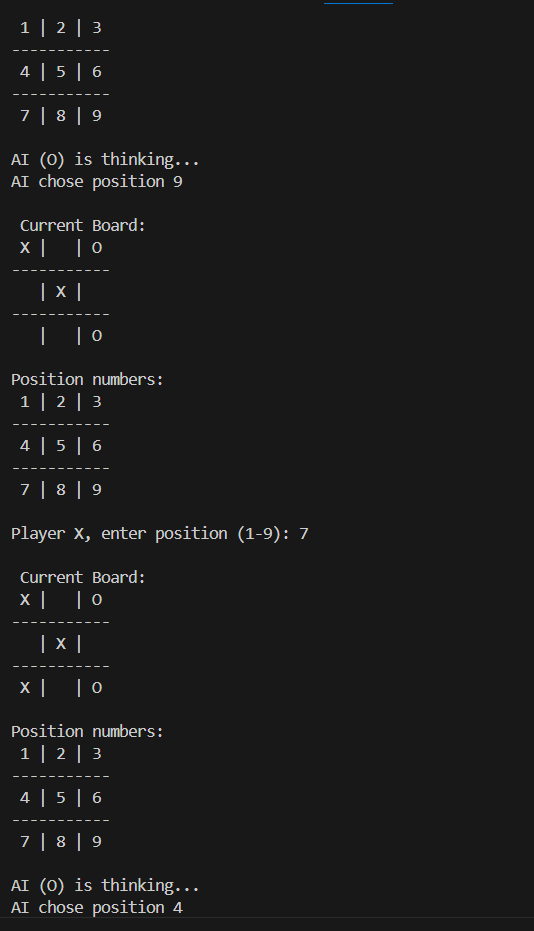 1 | 2 | 3
-----------
 4 | 5 | 6
-----------
 7 | 8 | 9

AI (O) is thinking...
AI chose position 9

 Current Board:
 X |   | O
-----------
   | X |
-----------
   |   | O

Position numbers:
 1 | 2 | 3
-----------
 4 | 5 | 6
-----------
 7 | 8 | 9

Player X, enter position (1-9): 7

 Current Board:
 X |   | O
-----------
   | X |
-----------
 X |   | O

Position numbers:
 1 | 2 | 3
-----------
 4 | 5 | 6
-----------
 7 | 8 | 9

AI (O) is thinking...
AI chose position 4